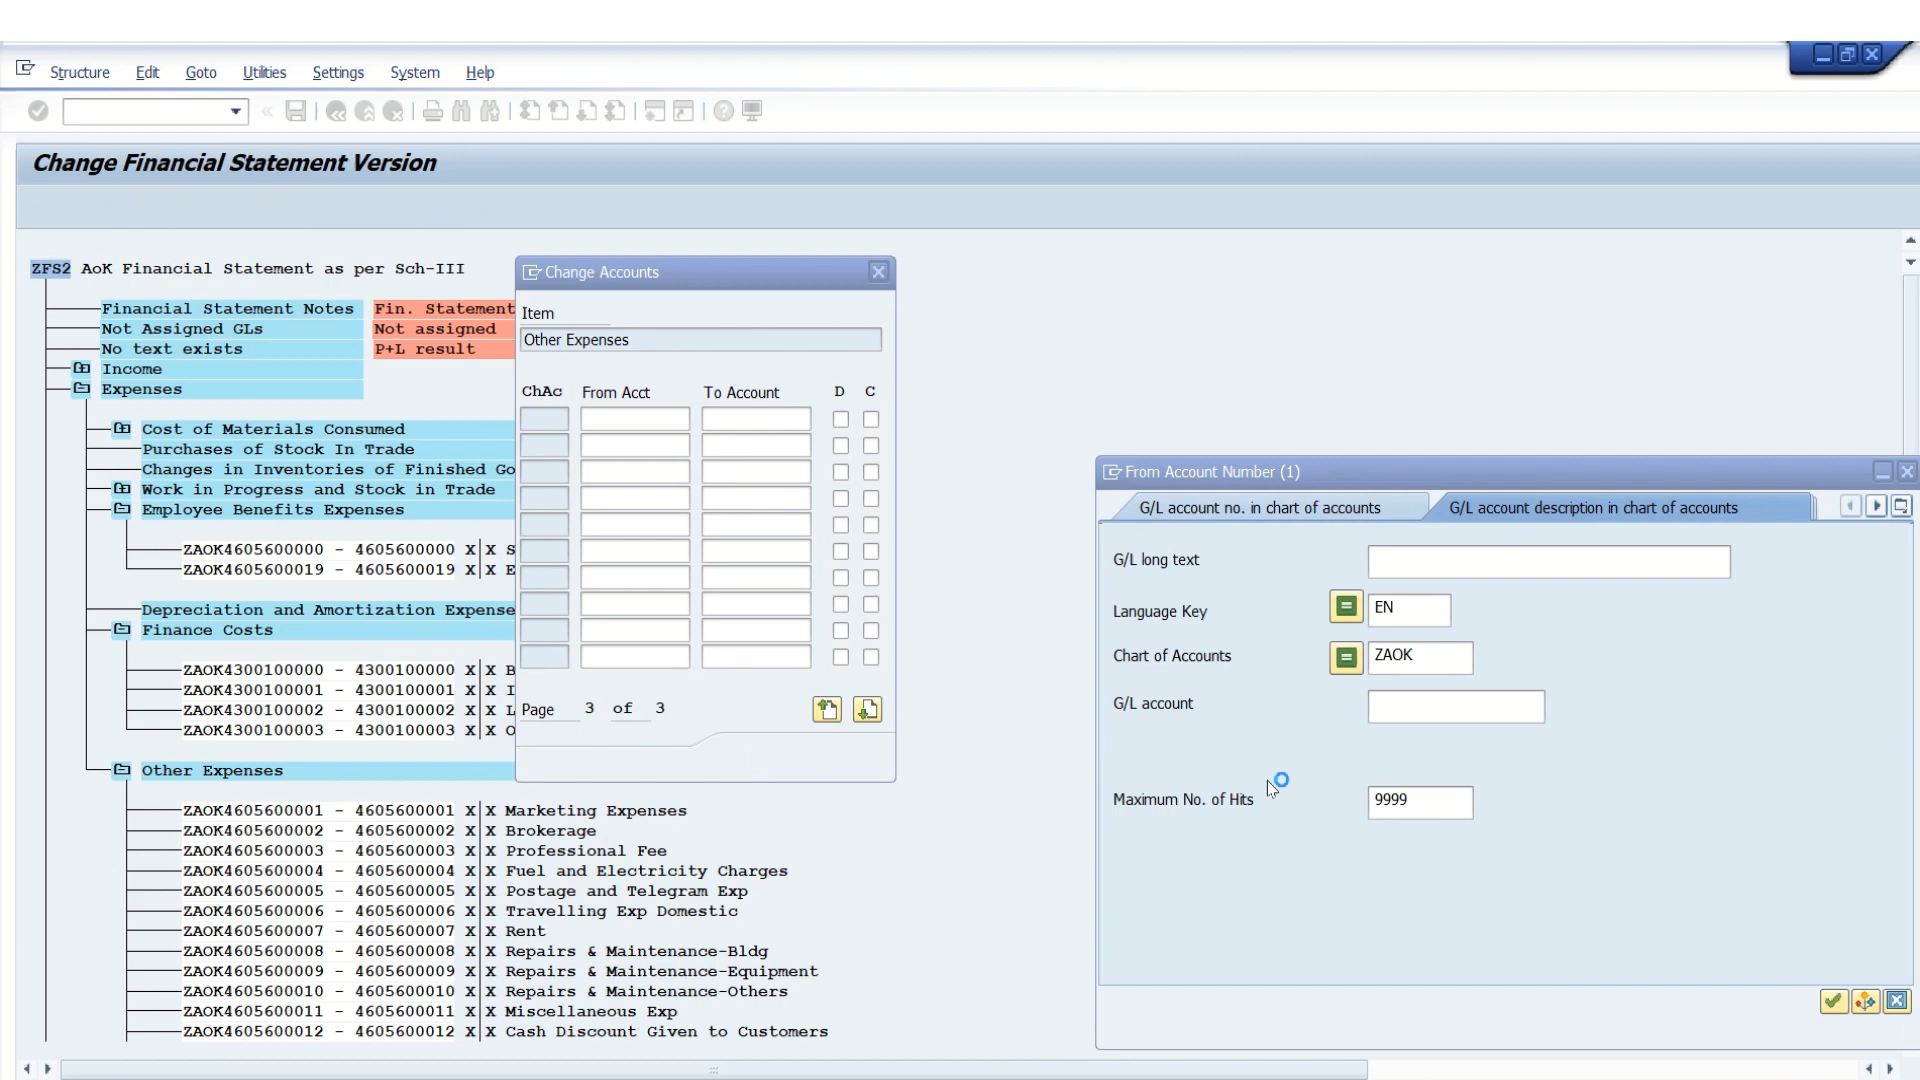 Structure Edit Goto Utilities Settings System Help
Change Financial Statement Version
ZFS2 AoK Financial Statement as per Sch-III
Financial Statement Notes Fin. Statement
Not Assigned GLs Not assigned
No text exists P+L result
Income
Expenses
Cost of Materials Consumed
Purchases of Stock In Trade
Changes in Inventories of Finished Go
Work in Progress and Stock in Trade
Employee Benefits Expenses
ZAOK4605600000 - 4605600000 X X S
ZAOK4605600019 - 4605600019 X X E
Depreciation and Amortization Expense
Finance Costs
ZAOK4300100000 - 4300100000 X X B
ZAOK4300100001 - 4300100001 X X I
ZAOK4300100002 - 4300100002 X X L
ZAOK4300100003 - 4300100003 X X O
Other Expenses
ZAOK4605600001 - 4605600001 X X Marketing Expenses
ZAOK4605600002 - 4605600002 X X Brokerage
ZAOK4605600003 - 4605600003 X X Professional Fee
ZAOK4605600004 - 4605600004 X X Fuel and Electricity Charges
ZAOK4605600005 - 4605600005 X X Postage and Telegram Exp
ZAOK4605600006 - 4605600006 X X Travelling Exp Domestic
ZAOK4605600007 - 4605600007 X X Rent
ZAOK4605600008 - 4605600008 X X Repairs & Maintenance-Bldg
ZAOK4605600009 - 4605600009 X X Repairs & Maintenance-Equipment
ZAOK4605600010 - 4605600010 X X Repairs & Maintenance-Others
ZAOK4605600011 - 4605600011 X X Miscellaneous Exp
ZAOK4605600012 - 4605600012 X X Cash Discount Given to Customers
Change Accounts
Item
Other Expenses
ChAc From Acct To Account D C
Page 3 of 3
From Account Number (1)
G/L account no. in chart of accounts G/L account description in chart of accounts
G/L long text
Language Key EN
Chart of Accounts ZAOK
G/L account
Maximum No. of Hits 9999